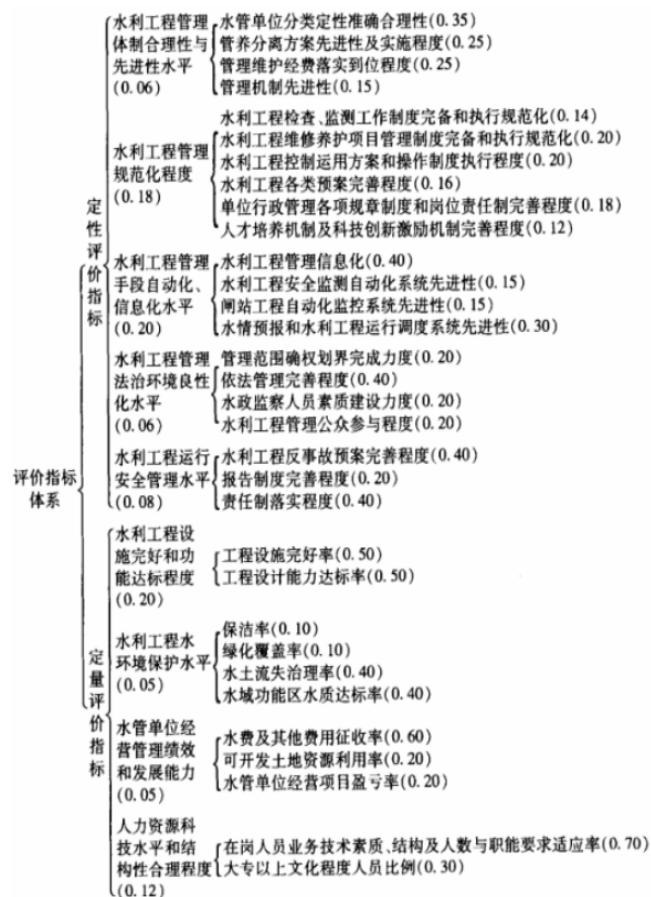 评价指标
体系
定性评价指标
水利工程管理
体制合理性与
先进性水平
(0.06)
水管单位分类定性准确合理性(0.35)
管养分离方案先进性及实施程度(0.25)
管理维护经费落实到位程度(0.25)
管理机制先进性(0.15)
水利工程管理
规范化程度
(0.18)
水利工程检查、监测工作制度完备和执行规范化(0.14)
水利工程维修养护项目管理制度完备和执行规范化(0.20)
水利工程控制运用方案和操作制度执行程度(0.20)
水利工程各类预案完善程度(0.16)
单位行政管理各项规章制度和岗位责任制完善程度(0.18)
人才培养机制及科技创新激励机制完善程度(0.12)
水利工程管理
手段自动化、
信息化水平
(0.20)
水利工程管理信息化(0.40)
水利工程安全监测自动化系统先进性(0.15)
闸站工程自动化监控系统先进性(0.15)
水情预报和水利工程运行调度系统先进性(0.30)
水利工程管理
法治环境良性
化水平
(0.06)
管理范围确权划界完成力度(0.20)
依法管理完善程度(0.40)
水政监察人员素质建设力度(0.20)
水利工程管理公众参与程度(0.20)
水利工程运行
安全管理水平
(0.08)
水利工程反事故预案完善程度(0.40)
报告制度完善程度(0.20)
责任制落实程度(0.40)
定量评价指标
水利工程设
施完好和功
能达标程度
(0.20)
工程设施完好率(0.50)
工程设计能力达标率(0.50)
水利工程水
环境保护水平
(0.05)
保洁率(0.10)
绿化覆盖率(0.10)
水土流失治理率(0.40)
水域功能区水质达标率(0.40)
水管单位经
营管理绩效
和发展能力
(0.05)
水费及其他费用征收率(0.60)
可开发土地资源利用率(0.20)
水管单位经营项目盈亏率(0.20)
人力资源科
技水平和结
构性合理程度
(0.12)
在岗人员业务技术素质、结构及人数与职能要求适应率(0.70)
大专以上文化程度人员比例(0.30)